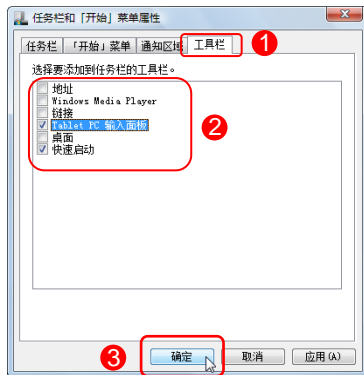 任务栏和「开始」菜单属性
任务栏 「开始」菜单 通知区域 工具栏 1
选择要添加到任务栏的工具栏。
地址
Windows Media Player
链接
Tablet PC 输入面板
桌面
快速启动
2
3 确定 取消 应用(A)